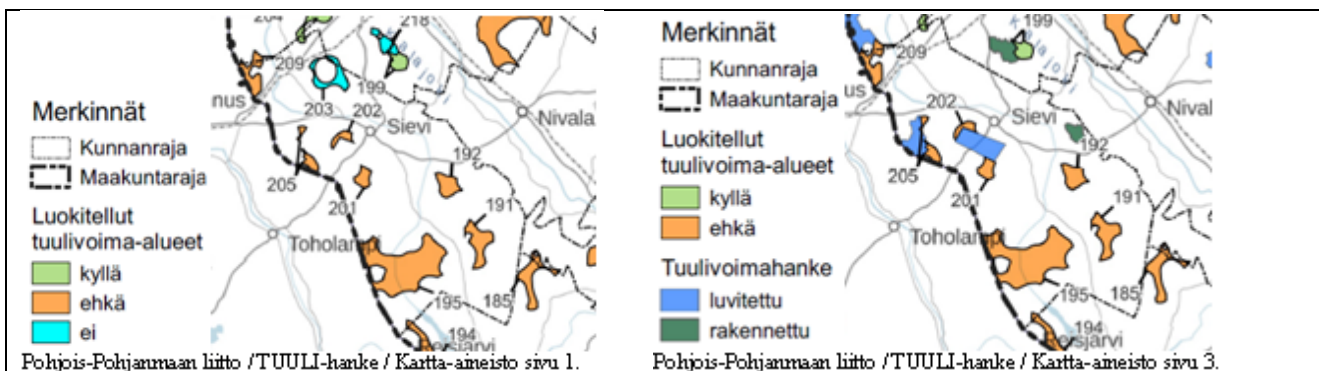 204
218
209
199
203
202
Sievi
Nivala
192
205
201
191
Toholampi
195
185
194
Merkinnät
Kunnanraja
Maakuntaraja
Luokitellut
tuulivoima-alueet
kyllä
ehkä
ei
Pohjois-Pohjanmaan liitto / TUULI-hanke / Kartta-aineisto sivu 1.
Merkinnät
Kunnanraja
Maakuntaraja
Luokitellut
tuulivoima-alueet
kyllä
ehkä
Tuulivoimahanke
luvitettu
rakennettu
199
209
202
Sievi
Nivala
192
205
201
191
Toholampi
195
185
194
Pohjois-Pohjanmaan liitto / TUULI-hanke / Kartta-aineisto sivu 3.